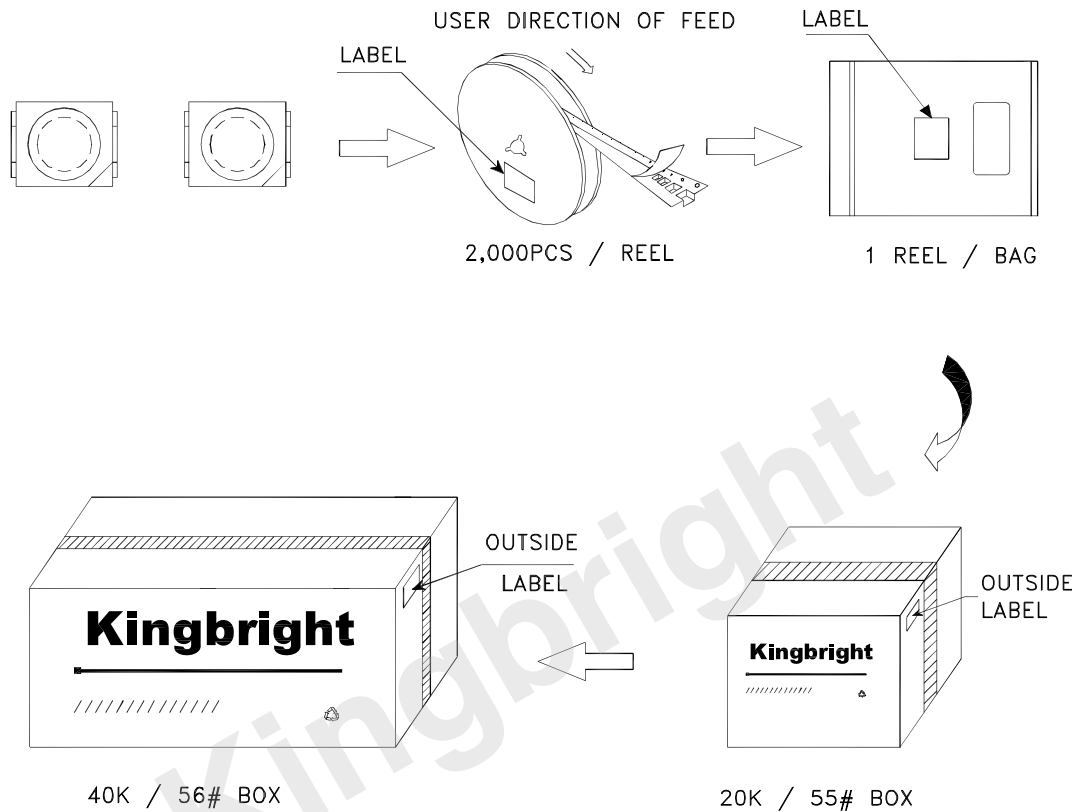 USER DIRECTION OF FEED
LABEL
LABEL
2,000PCS / REEL
1 REEL / BAG
Kingbright
OUTSIDE
LABEL
Kingbright
40K / 56# BOX
OUTSIDE
LABEL
Kingbright
20K / 55# BOX